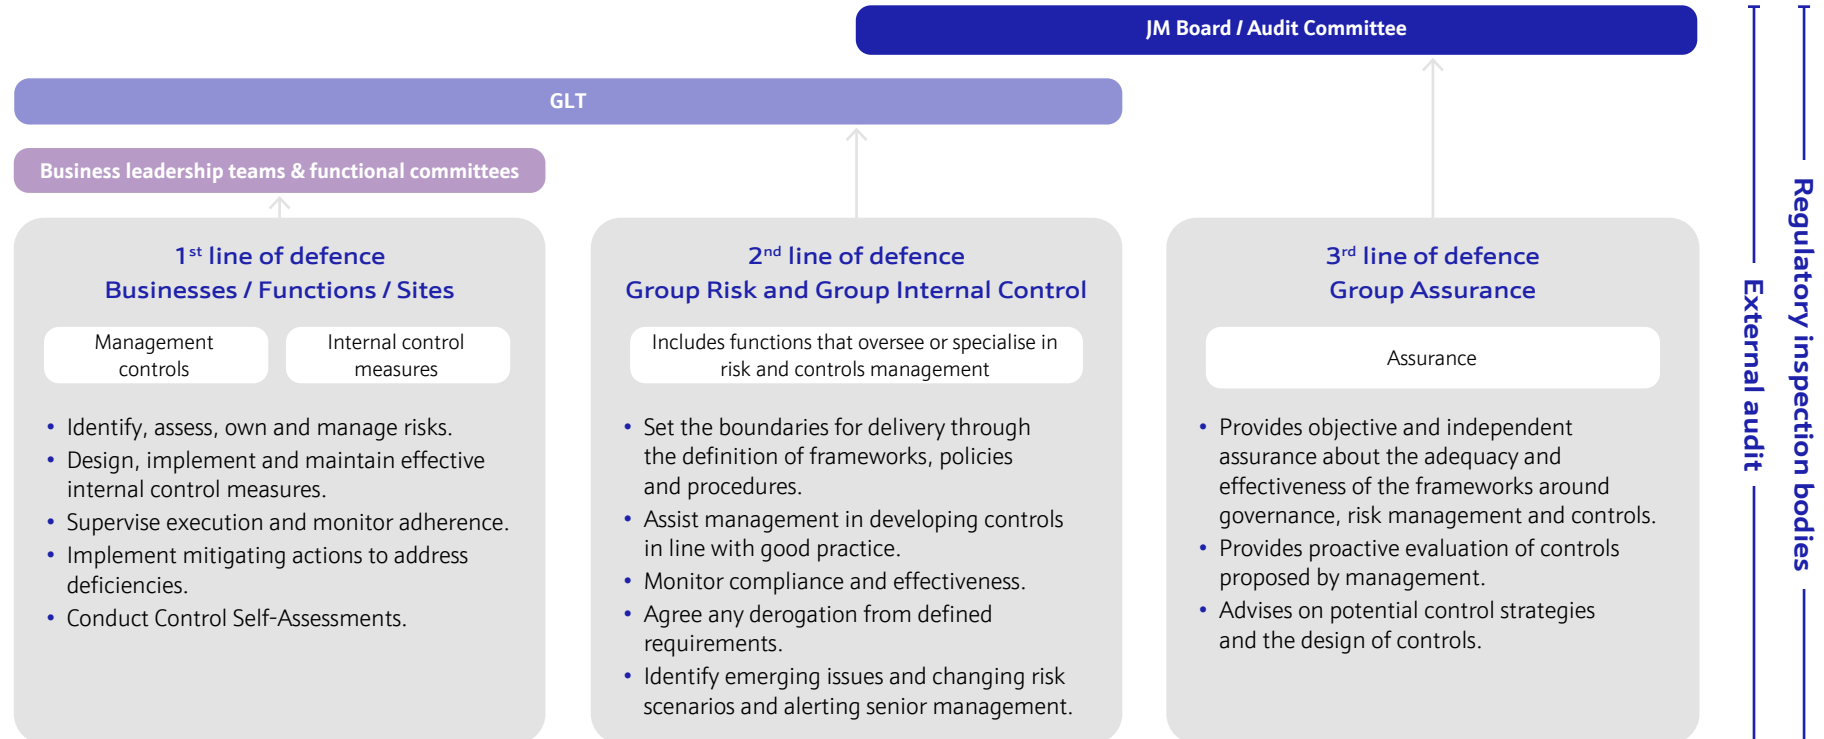 JM Board / Audit Committee
GLT
Business leadership teams & functional committees
1st line of defence
Businesses / Functions / Sites
Management
controls
Internal control
measures
• Identify, assess, own and manage risks.
• Design, implement and maintain effective
internal control measures.
• Supervise execution and monitor adherence.
• Implement mitigating actions to address
deficiencies.
• Conduct Control Self-Assessments.
2nd line of defence
Group Risk and Group Internal Control
Includes functions that oversee or specialise in
risk and controls management
• Set the boundaries for delivery through
the definition of frameworks, policies
and procedures.
• Assist management in developing controls
in line with good practice.
• Monitor compliance and effectiveness.
• Agree any derogation from defined
requirements.
• Identify emerging issues and changing risk
scenarios and alerting senior management.
3rd line of defence
Group Assurance
Assurance
• Provides objective and independent
assurance about the adequacy and
effectiveness of the frameworks around
governance, risk management and controls.
• Provides proactive evaluation of controls
proposed by management.
• Advises on potential control strategies
and the design of controls.
External audit
Regulatory inspection bodies